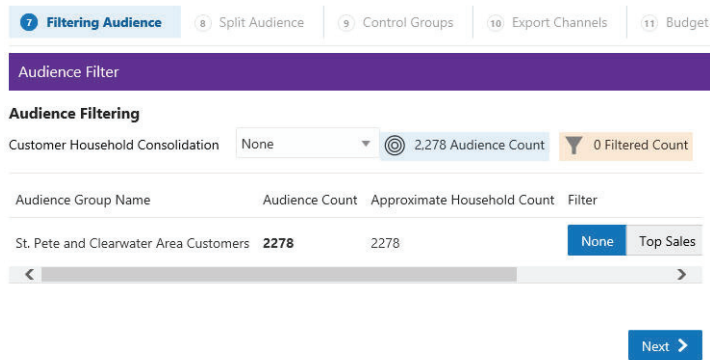 7 Filtering Audience 8 Split Audience 9 Control Groups 10 Export Channels 11 Budget
Audience Filter
Audience Filtering
Customer Household Consolidation None 2,278 Audience Count 0 Filtered Count
Audience Group Name Audience Count Approximate Household Count Filter
St. Pete and Clearwater Area Customers 2278 2278 None Top Sales
Next